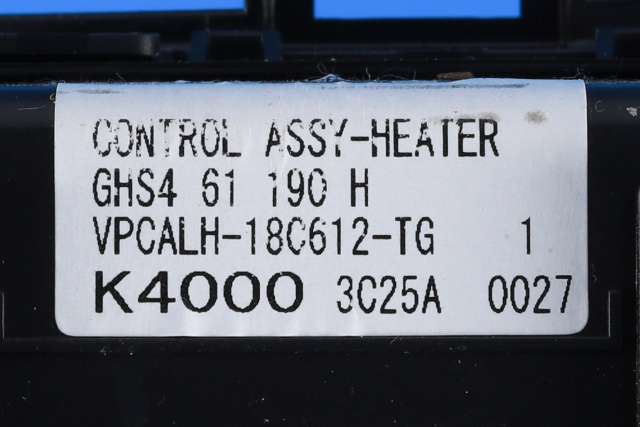 CONTROL ASSY-HEATER
GHS4 61 190 H
VPCALH-18C612-TG 1
K4000 3C25A 0027